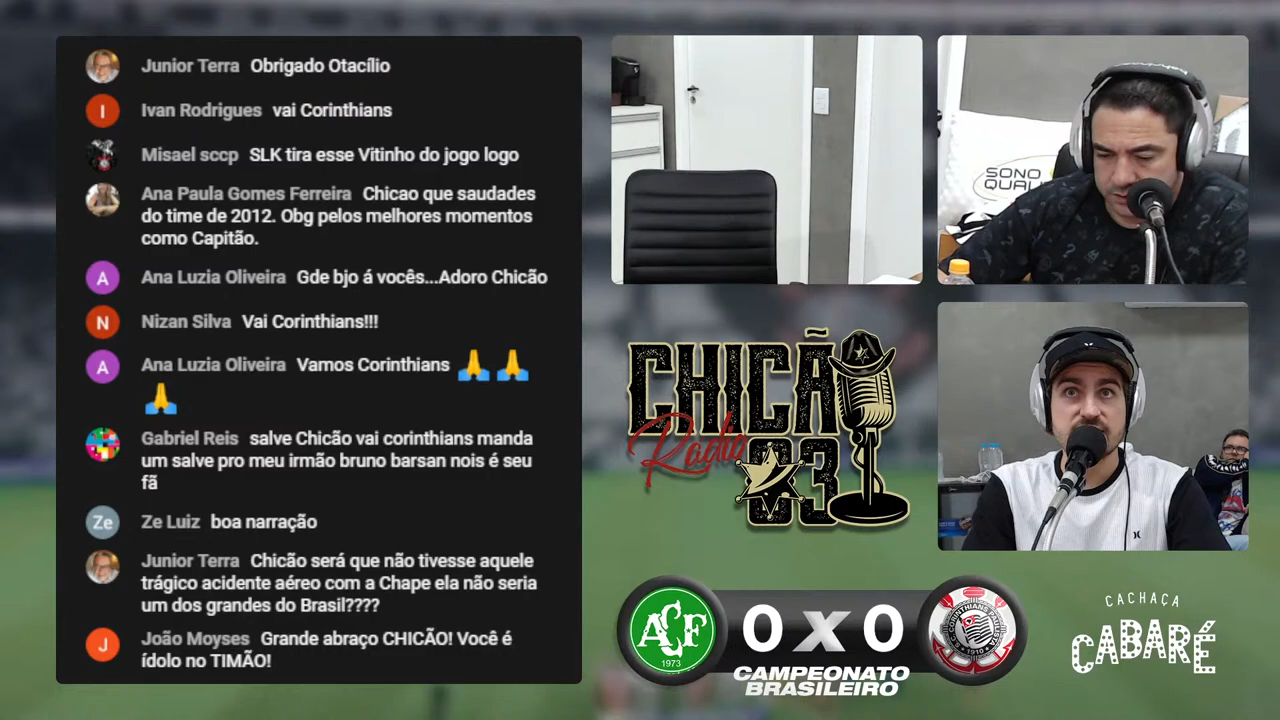 Junior Terra Obrigado Otacílio
Ivan Rodrigues vai Corinthians
Misael sccp SLK tira esse Vitinho do jogo logo
Ana Paula Gomes Ferreira Chicao que saudades
do time de 2012. Obg pelos melhores momentos
como Capitão.
A Ana Luzia Oliveira Gde bjo á vocês...Adoro Chicão
N Nizan Silva Vai Corinthians!!!
A Ana Luzia Oliveira Vamos Corinthians 🙏 🙏
🙏
Gabriel Reis salve Chicão vai corinthians manda
um salve pro meu irmão bruno barsan nois é seu
fã
Ze Ze Luiz boa narração
Junior Terra Chicão será que não tivesse aquele
trágico acidente aéreo com a Chape ela não seria
um dos grandes do Brasil????
J João Moyses Grande abraço CHICÃO! Você é
ídolo no TIMÃO!
SONO
QUALI
CHICÃO
Radio
03
ACF
1973
0 X 0
1910
CAMPEONATO
BRASILEIRO
CACHAÇA
CABARÉ